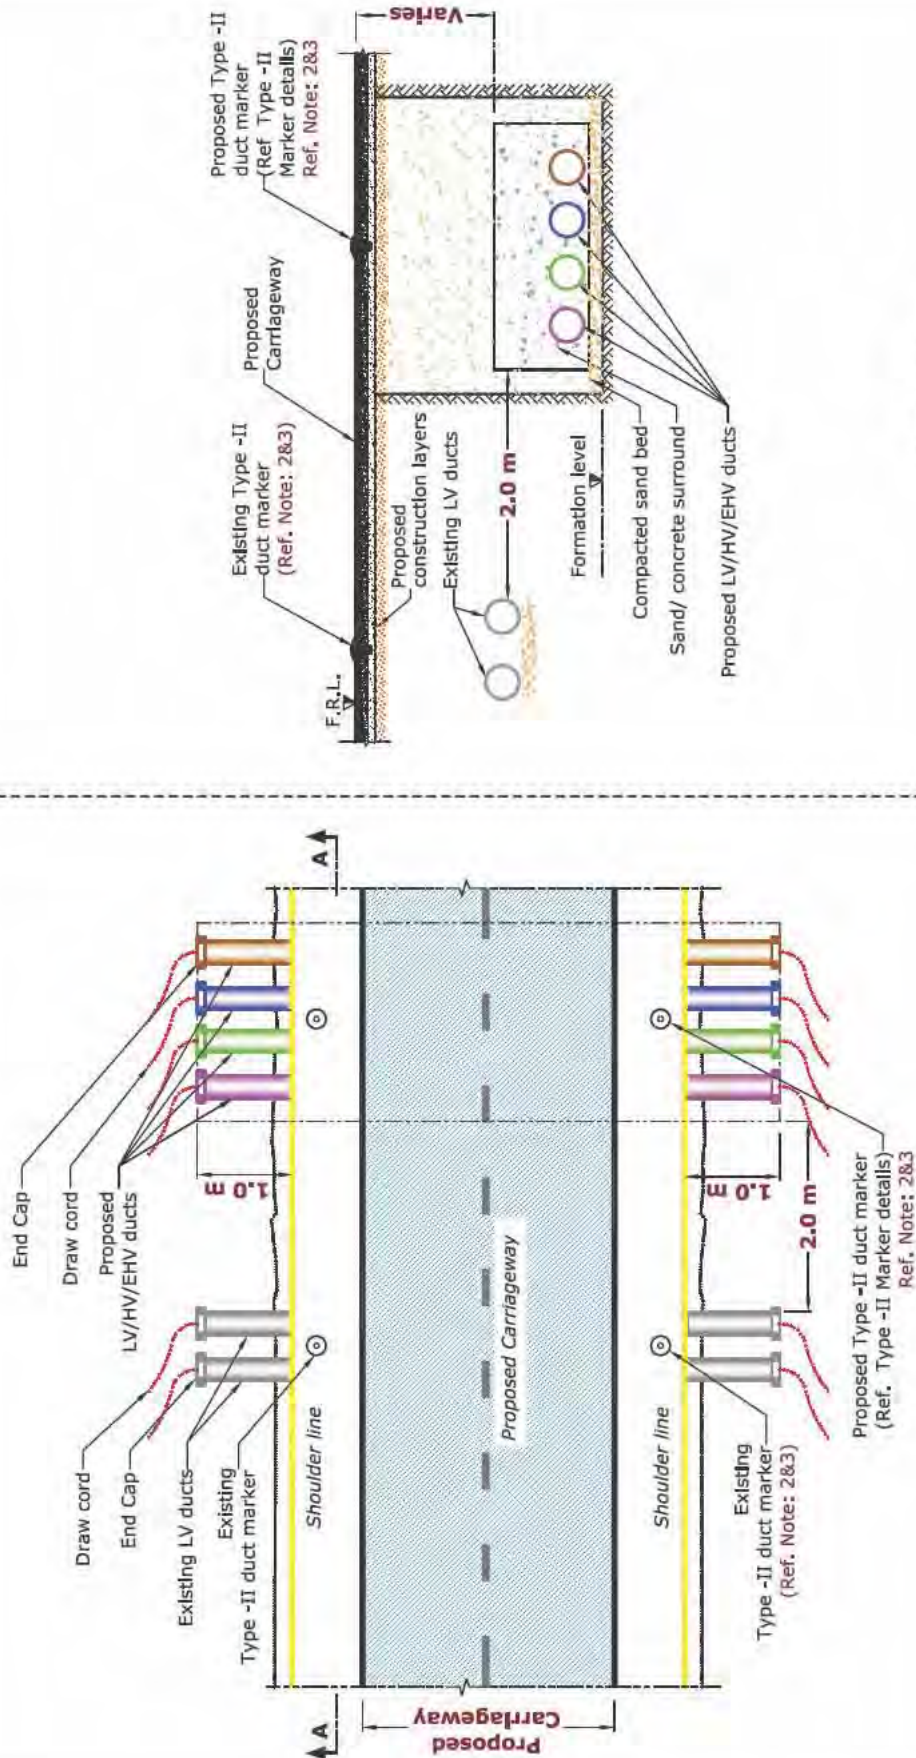 End Cap
Draw cord
Proposed
LV/HV/EHV ducts
Draw cord
End Cap
Existing LV ducts
Existing
Type -II duct marker
Shoulder line
1.0 m
A
A
Proposed
Carriageway
Proposed Carriageway
Shoulder line
1.0 m
2.0 m
Existing
Type -II duct marker
(Ref. Note: 2&3)
Proposed Type -II duct marker
(Ref. Type -II Marker details)
Ref. Note: 2&3
Proposed Type -II
duct marker
(Ref Type -II
Marker details)
Ref. Note: 2&3
Proposed
Carriageway
Existing Type -II
duct marker
(Ref. Note: 2&3)
F.R.L.
Varies
Proposed
construction layers
Existing LV ducts
2.0 m
Formation level
Compacted sand bed
Sand/ concrete surround
Proposed LV/HV/EHV ducts